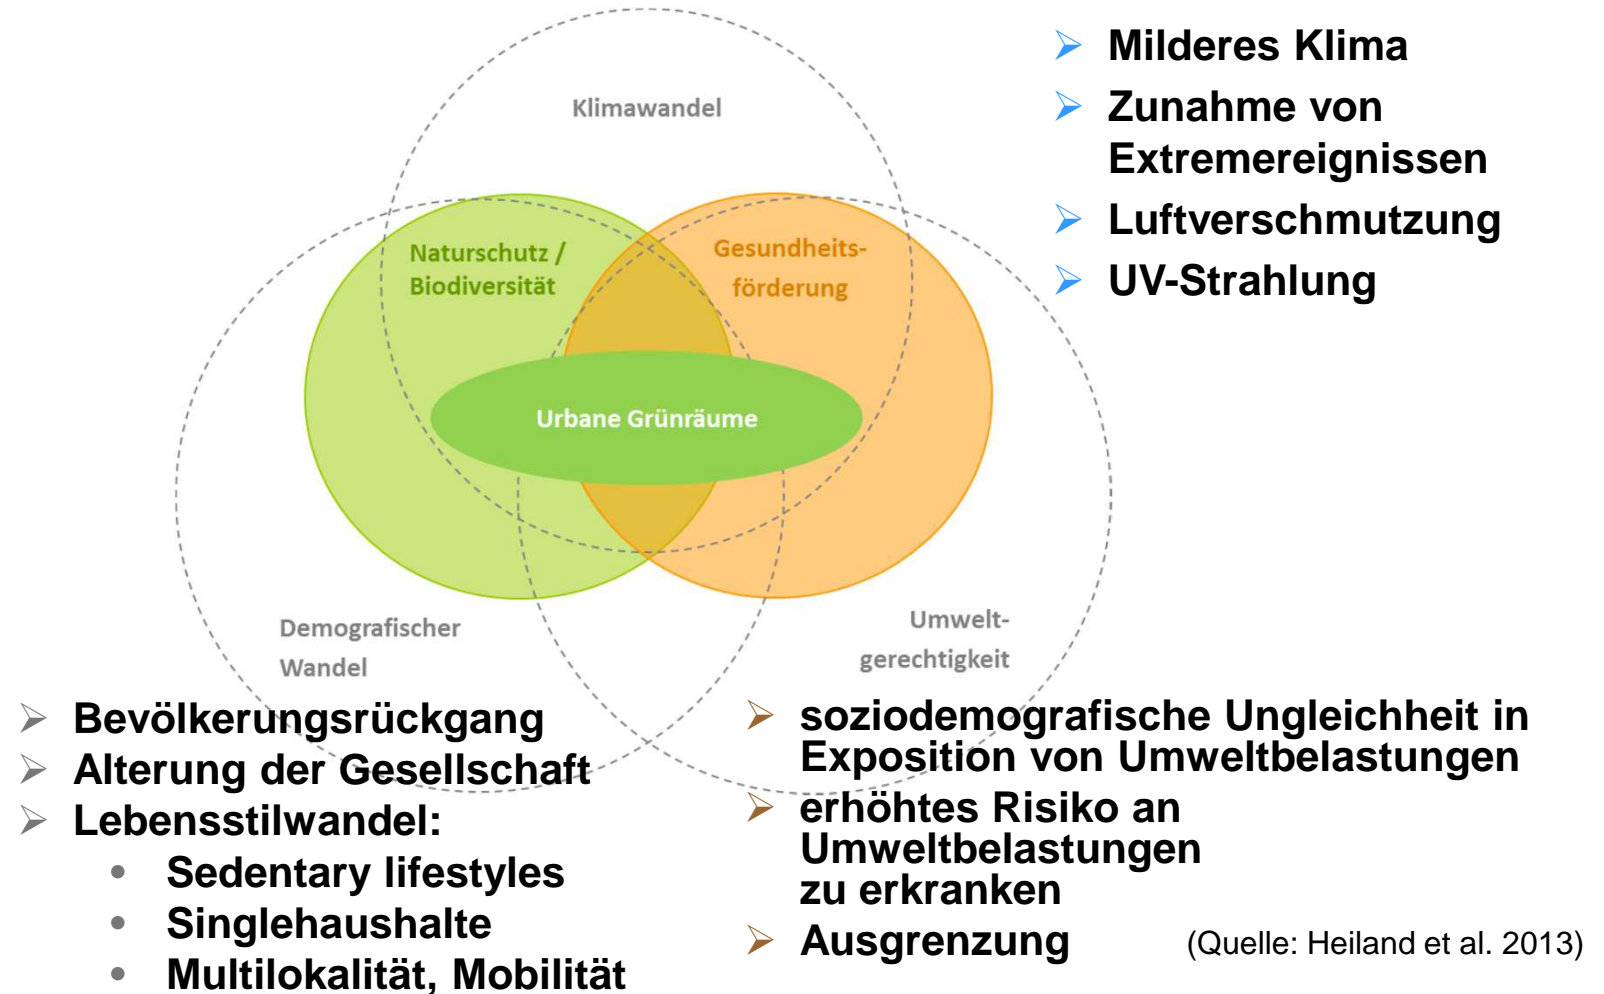 Klimawandel
Naturschutz /
Biodiversität
Gesundheits-
förderung
Urbane Grünräume
Demografischer
Wandel
Umwelt-
gerechtigkeit
➢ Milderes Klima
➢ Zunahme von
Extremereignissen
➢ Luftverschmutzung
➢ UV-Strahlung
➢ Bevölkerungsrückgang
➢ Alterung der Gesellschaft
➢ Lebensstilwandel:
• Sedentary lifestyles
• Singlehaushalte
• Multilokalität, Mobilität
➢ soziodemografische Ungleichheit in
Exposition von Umweltbelastungen
➢ erhöhtes Risiko an
Umweltbelastungen
zu erkranken
➢ Ausgrenzung
(Quelle: Heiland et al. 2013)